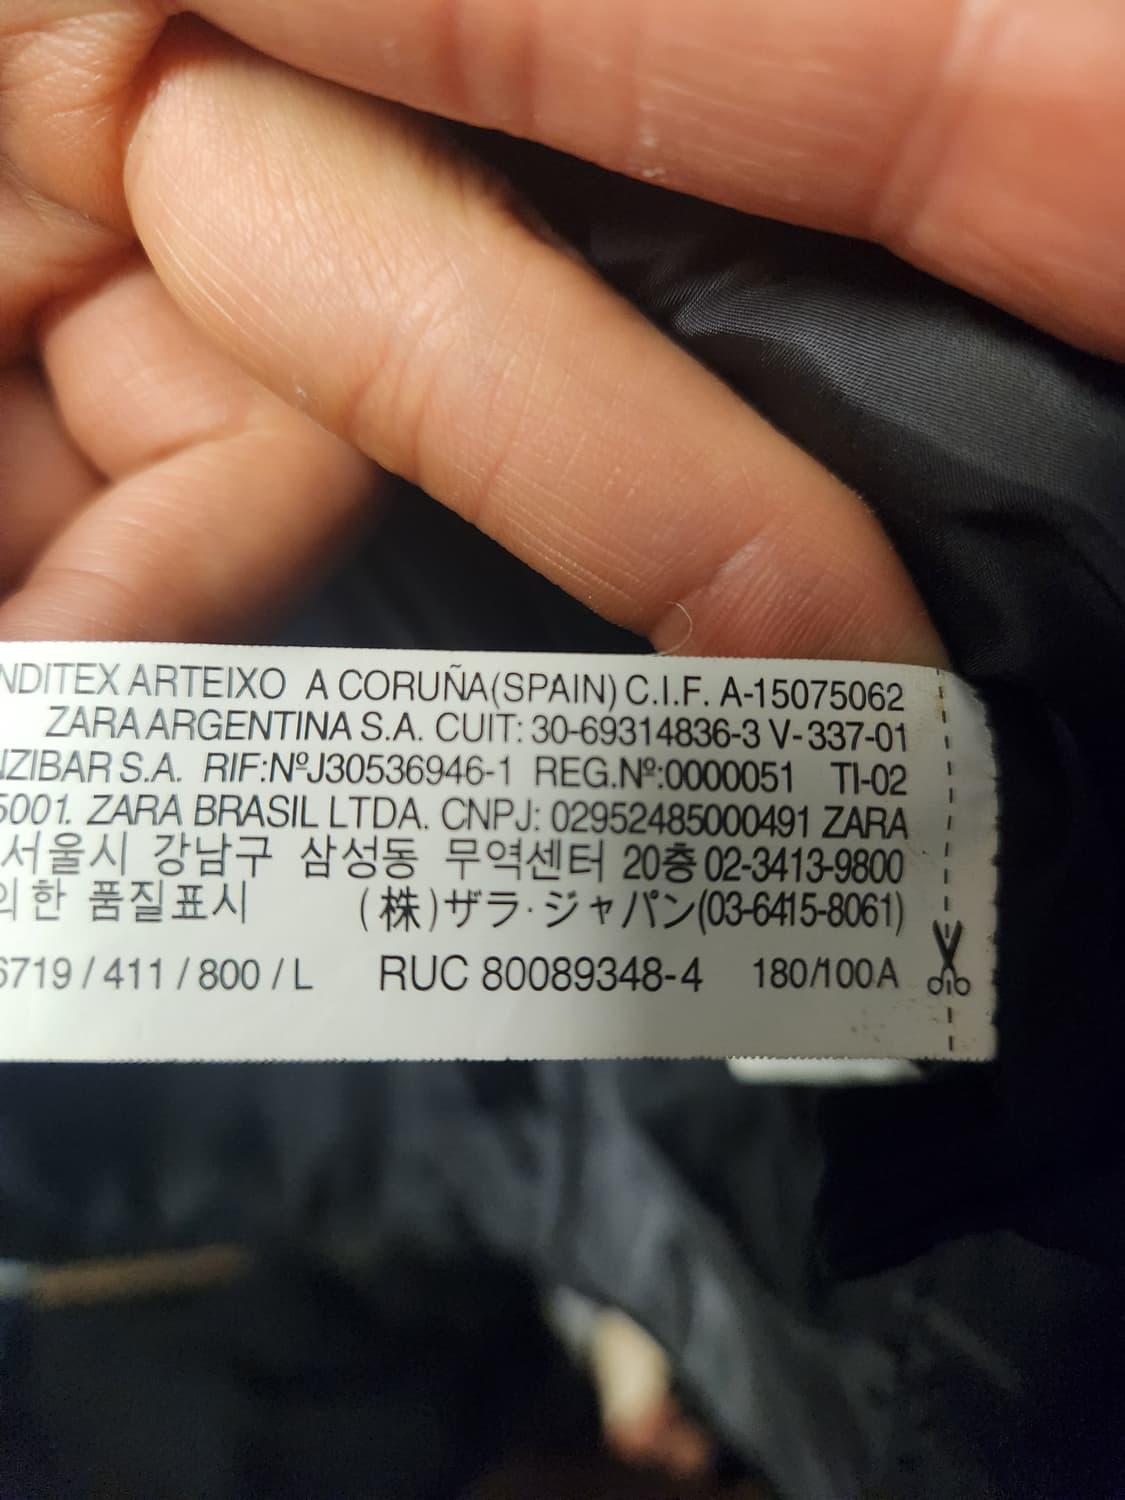 NDITEX ARTEIXO A CORUÑA(SPAIN) C.I.F. A-15075062
ZARA ARGENTINA S.A. CUIT: 30-69314836-3 V-337-01
NZIBAR S.A. RIF:NºJ30536946-1 REG.Nº:0000051 TI-02
5001. ZARA BRASIL LTDA. CNPJ: 02952485000491 ZARA
서울시 강남구 삼성동 무역센터 20층 02-3413-9800
의한 품질표시 (株)ザラ・ジャパン(03-6415-8061)
6719 / 411 / 800 / L RUC 80089348-4 180/100A